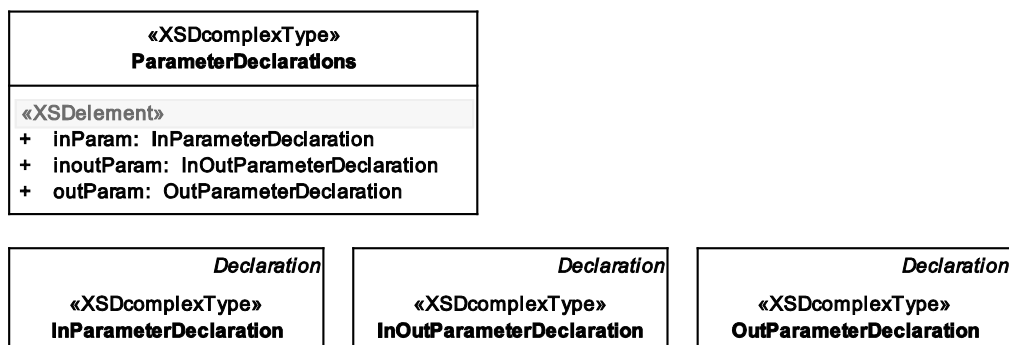 «XSDcomplexType»
ParameterDeclarations
«XSDelement»
+ inParam: InParameterDeclaration
+ inoutParam: InOutParameterDeclaration
+ outParam: OutParameterDeclaration
Declaration Declaration Declaration
«XSDcomplexType» «XSDcomplexType» «XSDcomplexType»
InParameterDeclaration InOutParameterDeclaration OutParameterDeclaration